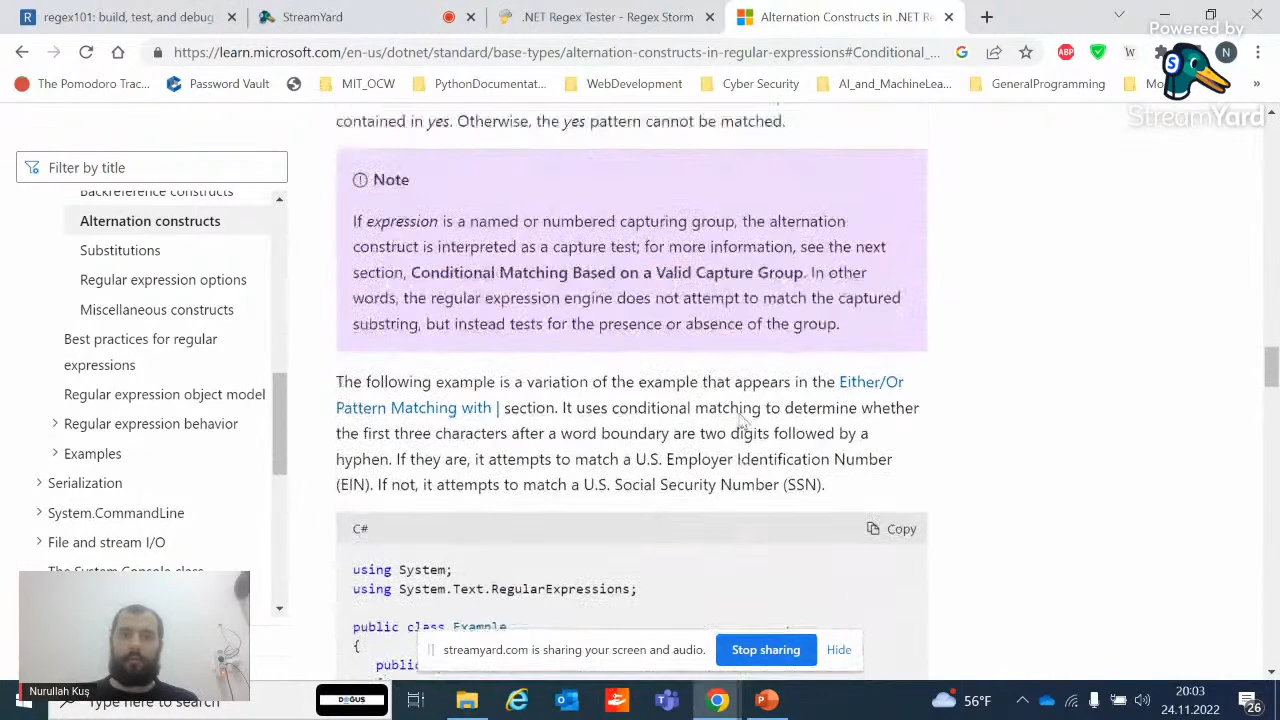 regex101: build, test, and debug
StreamYard
.NET Regex Tester - Regex Storm
Alternation Constructs in .NET Re
https://learn.microsoft.com/en-us/dotnet/standard/base-types/alternation-constructs-in-regular-expressions#Conditional_...
ABP
W
N
Powered by
StreamYard
The Pomodoro Trac...
Password Vault
MIT_OCW
Python_Documentat...
WebDevelopment
Cyber Security
AI_and_MachineLea...
GeneralProgramming
»
Filter by title
Backreference constructs
Alternation constructs
Substitutions
Regular expression options
Miscellaneous constructs
Best practices for regular
expressions
Regular expression object model
Regular expression behavior
Examples
Serialization
System.CommandLine
File and stream I/O
The System.Console class
contained in yes. Otherwise, the yes pattern cannot be matched.
Note
If expression is a named or numbered capturing group, the alternation
construct is interpreted as a capture test; for more information, see the next
section, Conditional Matching Based on a Valid Capture Group. In other
words, the regular expression engine does not attempt to match the captured
substring, but instead tests for the presence or absence of the group.
The following example is a variation of the example that appears in the Either/Or
Pattern Matching with | section. It uses conditional matching to determine whether
the first three characters after a word boundary are two digits followed by a
hyphen. If they are, it attempts to match a U.S. Employer Identification Number
(EIN). If not, it attempts to match a U.S. Social Security Number (SSN).
C#
Copy
using System;
using System.Text.RegularExpressions;
public class Example
{
public
streamyard.com is sharing your screen and audio.
Stop sharing
Hide
Nurullah Kuş
Type here to search
DOĞUŞ
56°F
20:03
24.11.2022
26